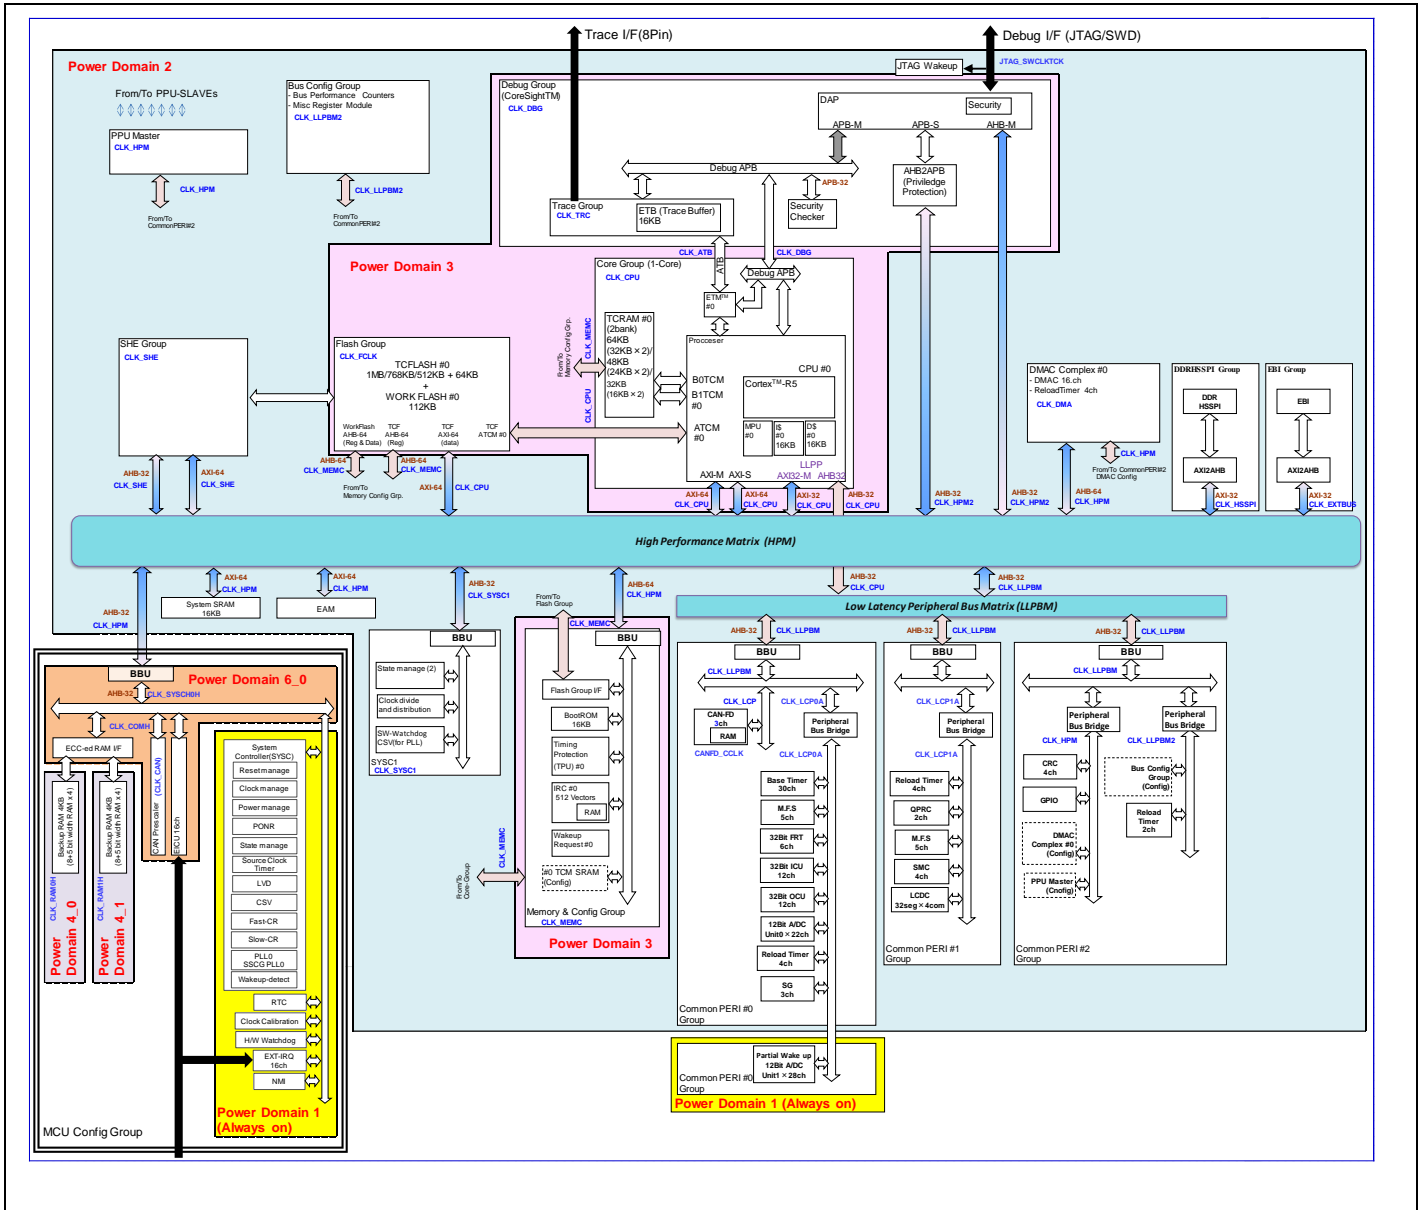 Trace I/F(8Pin)
Debug I/F (JTAG/SWD)
Power Domain 2
JTAG Wakeup
JTAG_SWCLKTCK
From/To PPU-SLAVES
Bus Config Group
- Bus Performance Counters
- Misc Register Module
CLK_LLPBM2
Debug Group
(CoreSightTM)
CLK_DBG
DAP
Security
APB-M
APB-S
AHB-M
PPU Master
CLK_HPM
CLK_HPM
CLK_LLPBM2
From/To
CommonPERI#2
From/To
CommonPERI#2
Debug APB
APB-32
AHB2APB
(Priviledge
Protection)
Trace Group
CLK_TRC
ETB (Trace Buffer)
16KB
Security
Checker
CLK_ATB
ATB
CLK_DBG
Power Domain 3
Core Group (1-Core)
CLK_CPU
Debug APB
ETM™
#0
SHE Group
CLK_SHE
Flash Group
CLK_FCLK
TCFLASH #0
1MB/768KB/512KB + 64KB
+
WORK FLASH #0
112KB
WorkFlash
AHB-64
(Reg & Data)
TCF
AHB-64
(Reg)
TCF
AXI-64
(data)
TCF
ATCM #0
From/To
Memory Config Grp.
CLK_MEMC
CLK_CPU
TCRAM #0
(2bank)
64KB
(32KB × 2)/
48KB
(24KB × 2)/
32KB
(16KB × 2)
Procceser
CPU #0
B0TCM
B1TCM
#0
Cortex™-R5
ATCM
#0
MPU
#0
I$
#0
16KB
D$
#0
16KB
LLPP
AXI-M
AXI-S
AXI32-M
AHB32
DMAC Complex #0
- DMAC 16.ch
- ReloadTimer 4ch
CLK_DMA
CLK_HPM
From/To CommonPERI#2
DMAC Config
DDRHSSPI Group
DDR
HSSPI
AXI2AHB
EBI Group
EBI
AXI2AHB
AHB-32
CLK_SHE
AXI-64
CLK_SHE
AHB-64
CLK_MEMC
AHB-64
CLK_MEMC
From/To
Memory Config Grp.
AXI-64
CLK_CPU
AXI-64
CLK_CPU
AXI-64
CLK_CPU
AXI-32
CLK_CPU
AHB-32
CLK_CPU
AHB-32
CLK_HPM2
AHB-32
CLK_HPM2
AHB-64
CLK_HPM
AXI-32
CLK_HSSPI
AXI-32
CLK_EXTBUS
High Performance Matrix (HPM)
AHB-32
CLK_HPM
AXI-64
CLK_HPM
System SRAM
16KB
AXI-64
CLK_HPM
EAM
AHB-32
CLK_SYSC1
From/To
Flash Group
AHB-64
CLK_HPM
AHB-32
CLK_CPU
AHB-32
CLK_LLPBM
Low Latency Peripheral Bus Matrix (LLPBM)
BBU
State manage (2)
Clock divide
and distribution
SW-Watchdog
CSV(for PLL)
SYSC1
CLK_SYSC1
CLK_MEMC
BBU
Flash Group I/F
BootROM
16KB
Timing
Protection
(TPU) #0
IRC #0
512 Vectors
RAM
Wakeup
Request #0
#0 TCM SRAM
(Config)
CLK_MEMC
From/To
Core-Group
Memory & Config Group
CLK_MEMC
Power Domain 3
AHB-32
CLK_LLPBM
BBU
CLK_LLPBM
CLK_LCP
CLK_LCP0A
CAN-FD
3ch
RAM
CANFD_CCLK
Peripheral
Bus Bridge
CLK_LCP0A
Base Timer
30ch
M.F.S
5ch
32Bit FRT
6ch
32Bit ICU
12ch
32Bit OCU
12ch
12Bit A/DC
Unit0 × 22ch
Reload Timer
4ch
SG
3ch
Common PERI #0
Group
Common PERI #0
Group
Partial Wake up
12Bit A/DC
Unit1 × 28ch
Power Domain 1 (Always on)
AHB-32
CLK_LLPBM
BBU
CLK_LCP1A
Peripheral
Bus Bridge
CLK_LCP1A
Reload Timer
4ch
QPRC
2ch
M.F.S
5ch
SMC
4ch
LCDC
32seg × 4com
Common PERI #1
Group
AHB-32
CLK_LLPBM
BBU
CLK_LLPBM
Peripheral
Bus Bridge
CLK_HPM
Peripheral
Bus Bridge
CLK_LLPBM2
CRC
4ch
GPIO
DMAC
Complex #0
(Config)
PPU Master
(Cnofig)
Bus Config
Group
(Config)
Reload
Timer
2ch
Common PERI #2
Group
BBU
Power Domain 6_0
AHB-32
CLK_SYSC0H
CLK_COMH
ECC-ed RAM I/F
CAN Prescaler
(CLK_CAN)
EICU 16ch
Backup RAM 4KB
(8+5 bit width RAM x 4)
CLK_RAM0H
Power
Domain 4_0
Backup RAM 4KB
(8+5 bit width RAM x 4)
CLK_RAM1H
Power
Domain 4_1
System
Controller(SYSC)
Reset manage
Clock manage
Power manage
PONR
State manage
Source Clock
Timer
LVD
CSV
Fast-CR
Slow-CR
PLL0
SSCG PLL0
Wakeup-detect
RTC
Clock Calibration
H/W Watchdog
EXT-IRQ
16ch
NMI
Power Domain 1
(Always on)
MCU Config Group